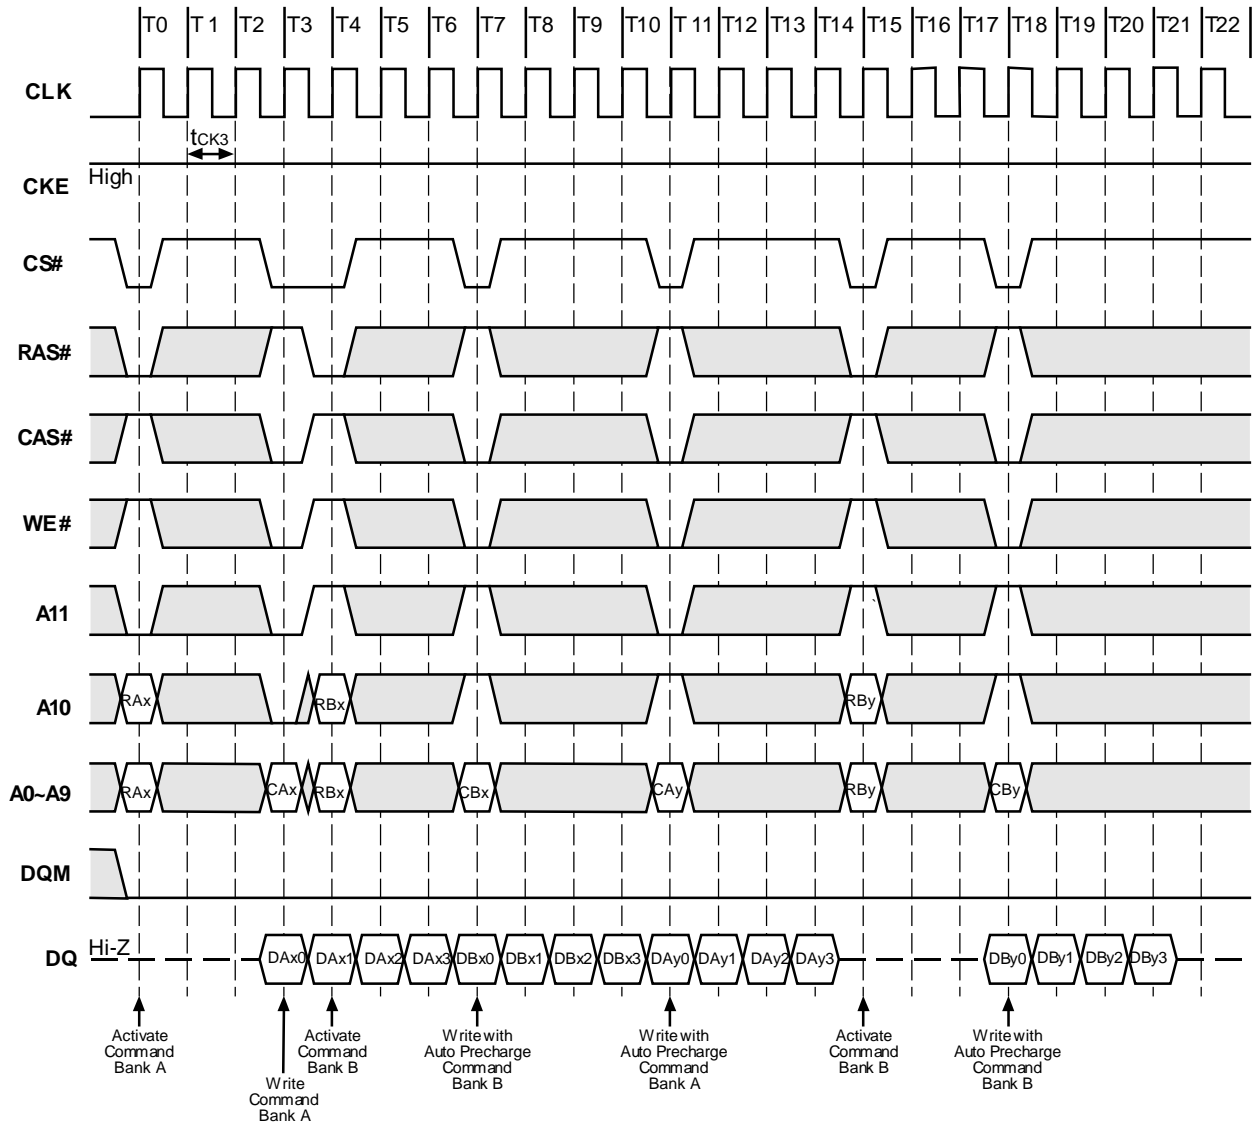 T0 T 1 T2 T3 T4 T5 T6 T7 T8 T9 T10 T 11 T12 T13 T14 T15 T16 T17 T18 T19 T20 T21 T22
CLK
tCK3
CKE High
CS#
RAS#
CAS#
WE#
A11
A10 RAx RBx RBy
A0~A9 RAx CAx RBx CBx CAy RBy CBy
DQM
DQ Hi-Z DAx0 DAx1 DAx2 DAx3 DBx0 DBx1 DBx2 DBx3 DAy0 DAy1 DAy2 DAy3 DBy0 DBy1 DBy2 DBy3
Activate
Command
Bank A
Write
Command
Bank A
Activate
Command
Bank B
Write with
Auto Precharge
Command
Bank B
Write with
Auto Precharge
Command
Bank A
Activate
Command
Bank B
Write with
Auto Precharge
Command
Bank B